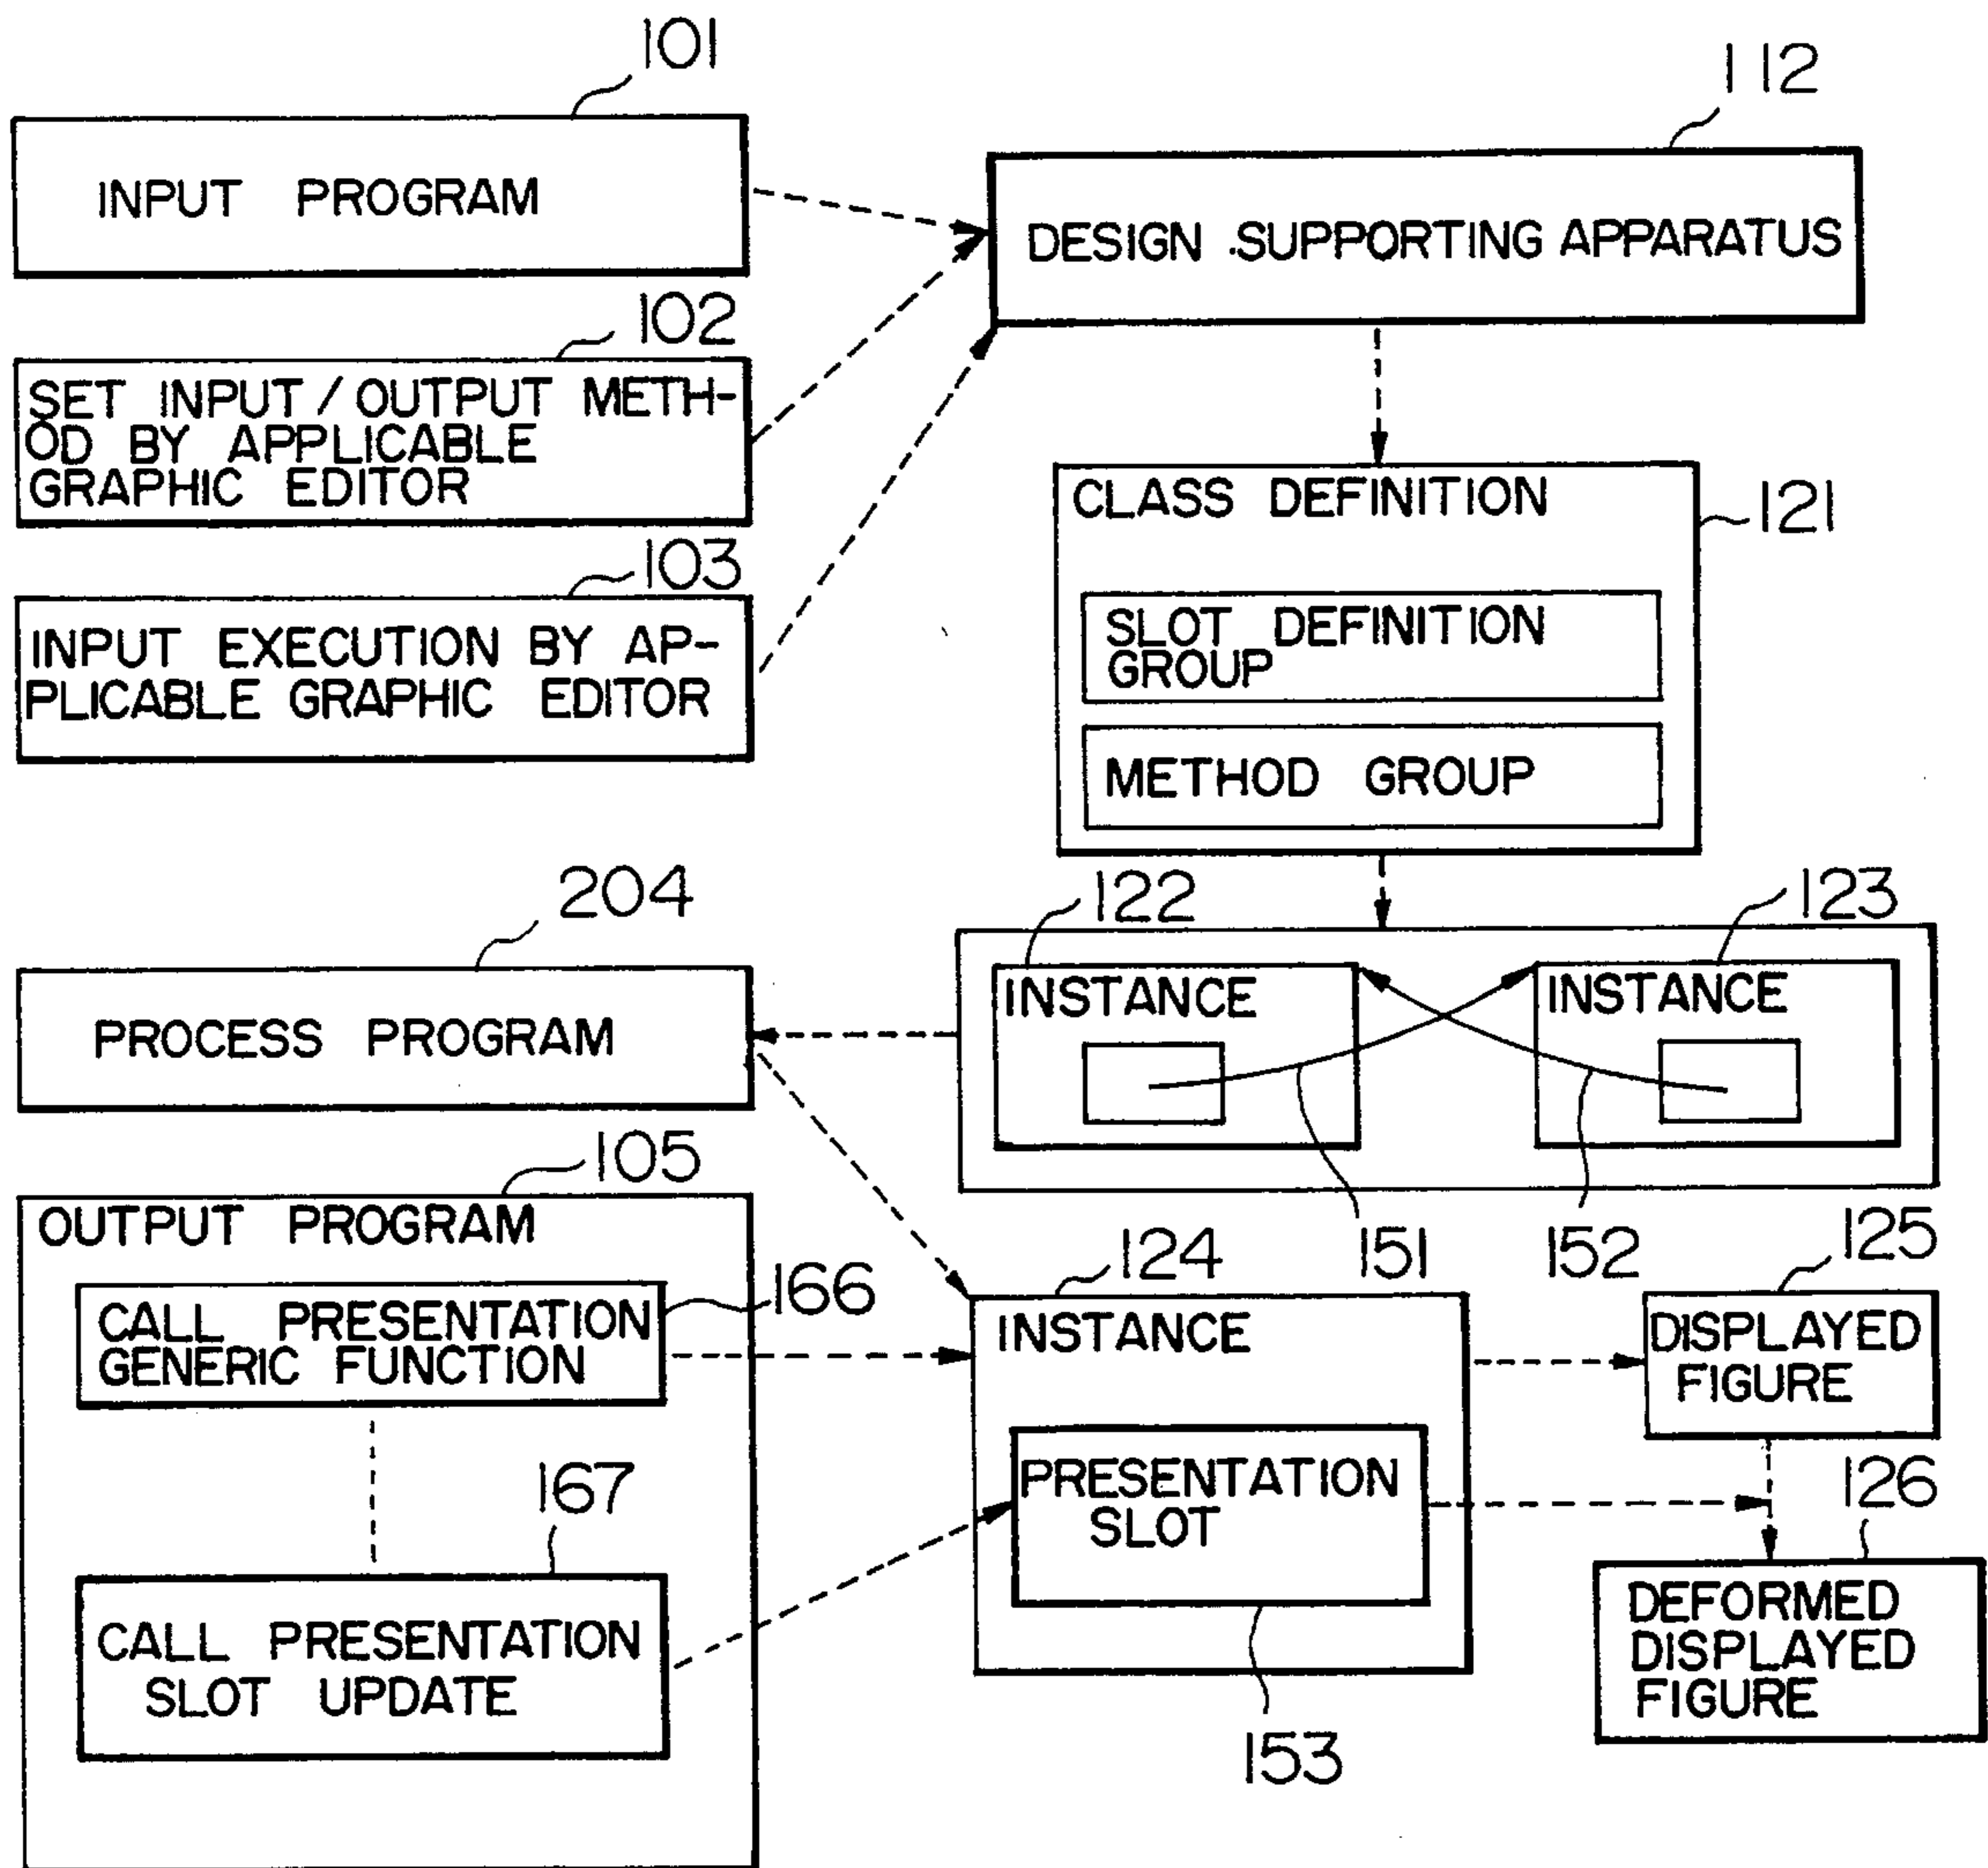 101
INPUT PROGRAM
112
DESIGN SUPPORTING APPARATUS
102
SET INPUT/OUTPUT METH-
OD BY APPLICABLE
GRAPHIC EDITOR
103
INPUT EXECUTION BY AP-
PLICABLE GRAPHIC EDITOR
CLASS DEFINITION
121
SLOT DEFINITION
GROUP
METHOD GROUP
204
PROCESS PROGRAM
122
INSTANCE
123
INSTANCE
151
152
105
OUTPUT PROGRAM
166
CALL PRESENTATION
GENERIC FUNCTION
167
CALL PRESENTATION
SLOT UPDATE
124
INSTANCE
PRESENTATION
SLOT
153
125
DISPLAYED
FIGURE
126
DEFORMED
DISPLAYED
FIGURE